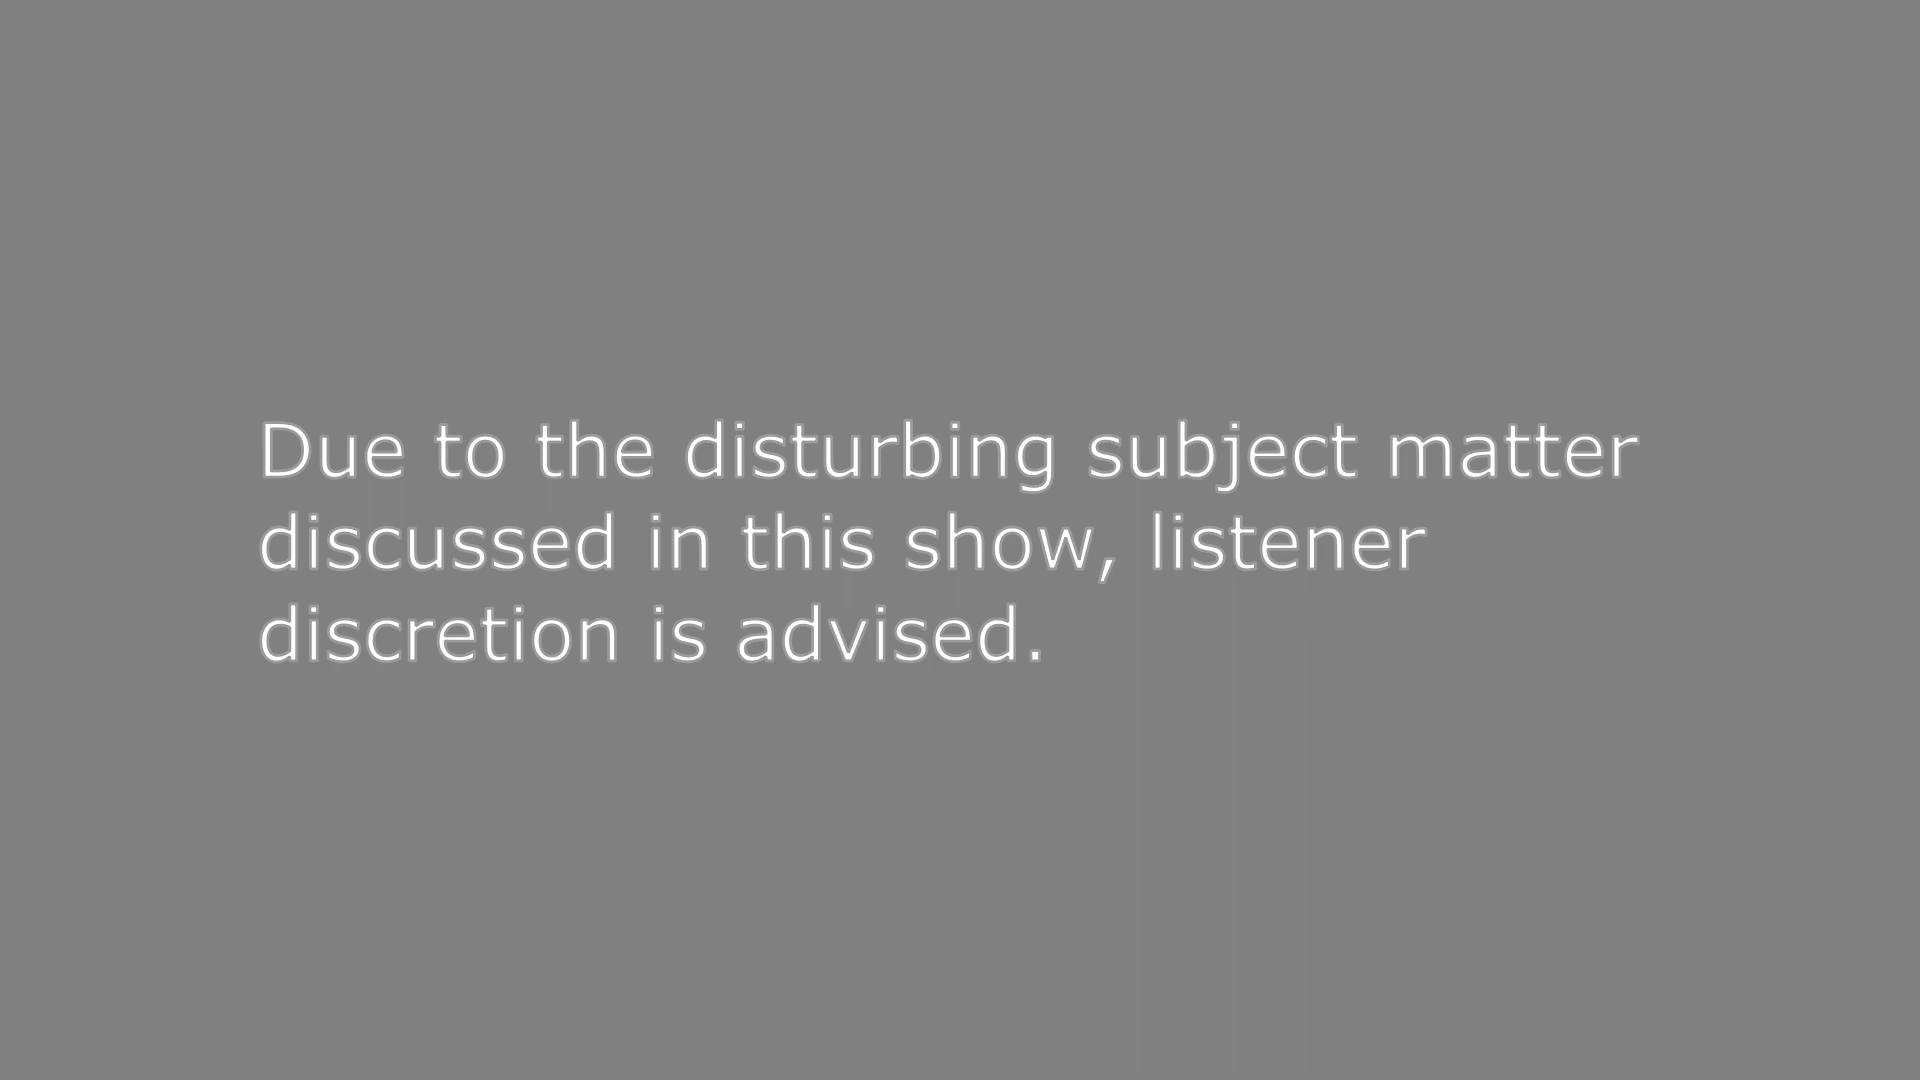 Due to the disturbing subject matter
discussed in this show, listener
discretion is advised.